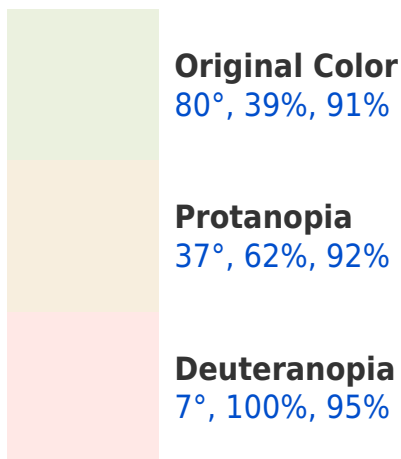 Original Color
80°, 39%, 91%
Protanopia
37°, 62%, 92%
Deuteranopia
7°, 100%, 95%